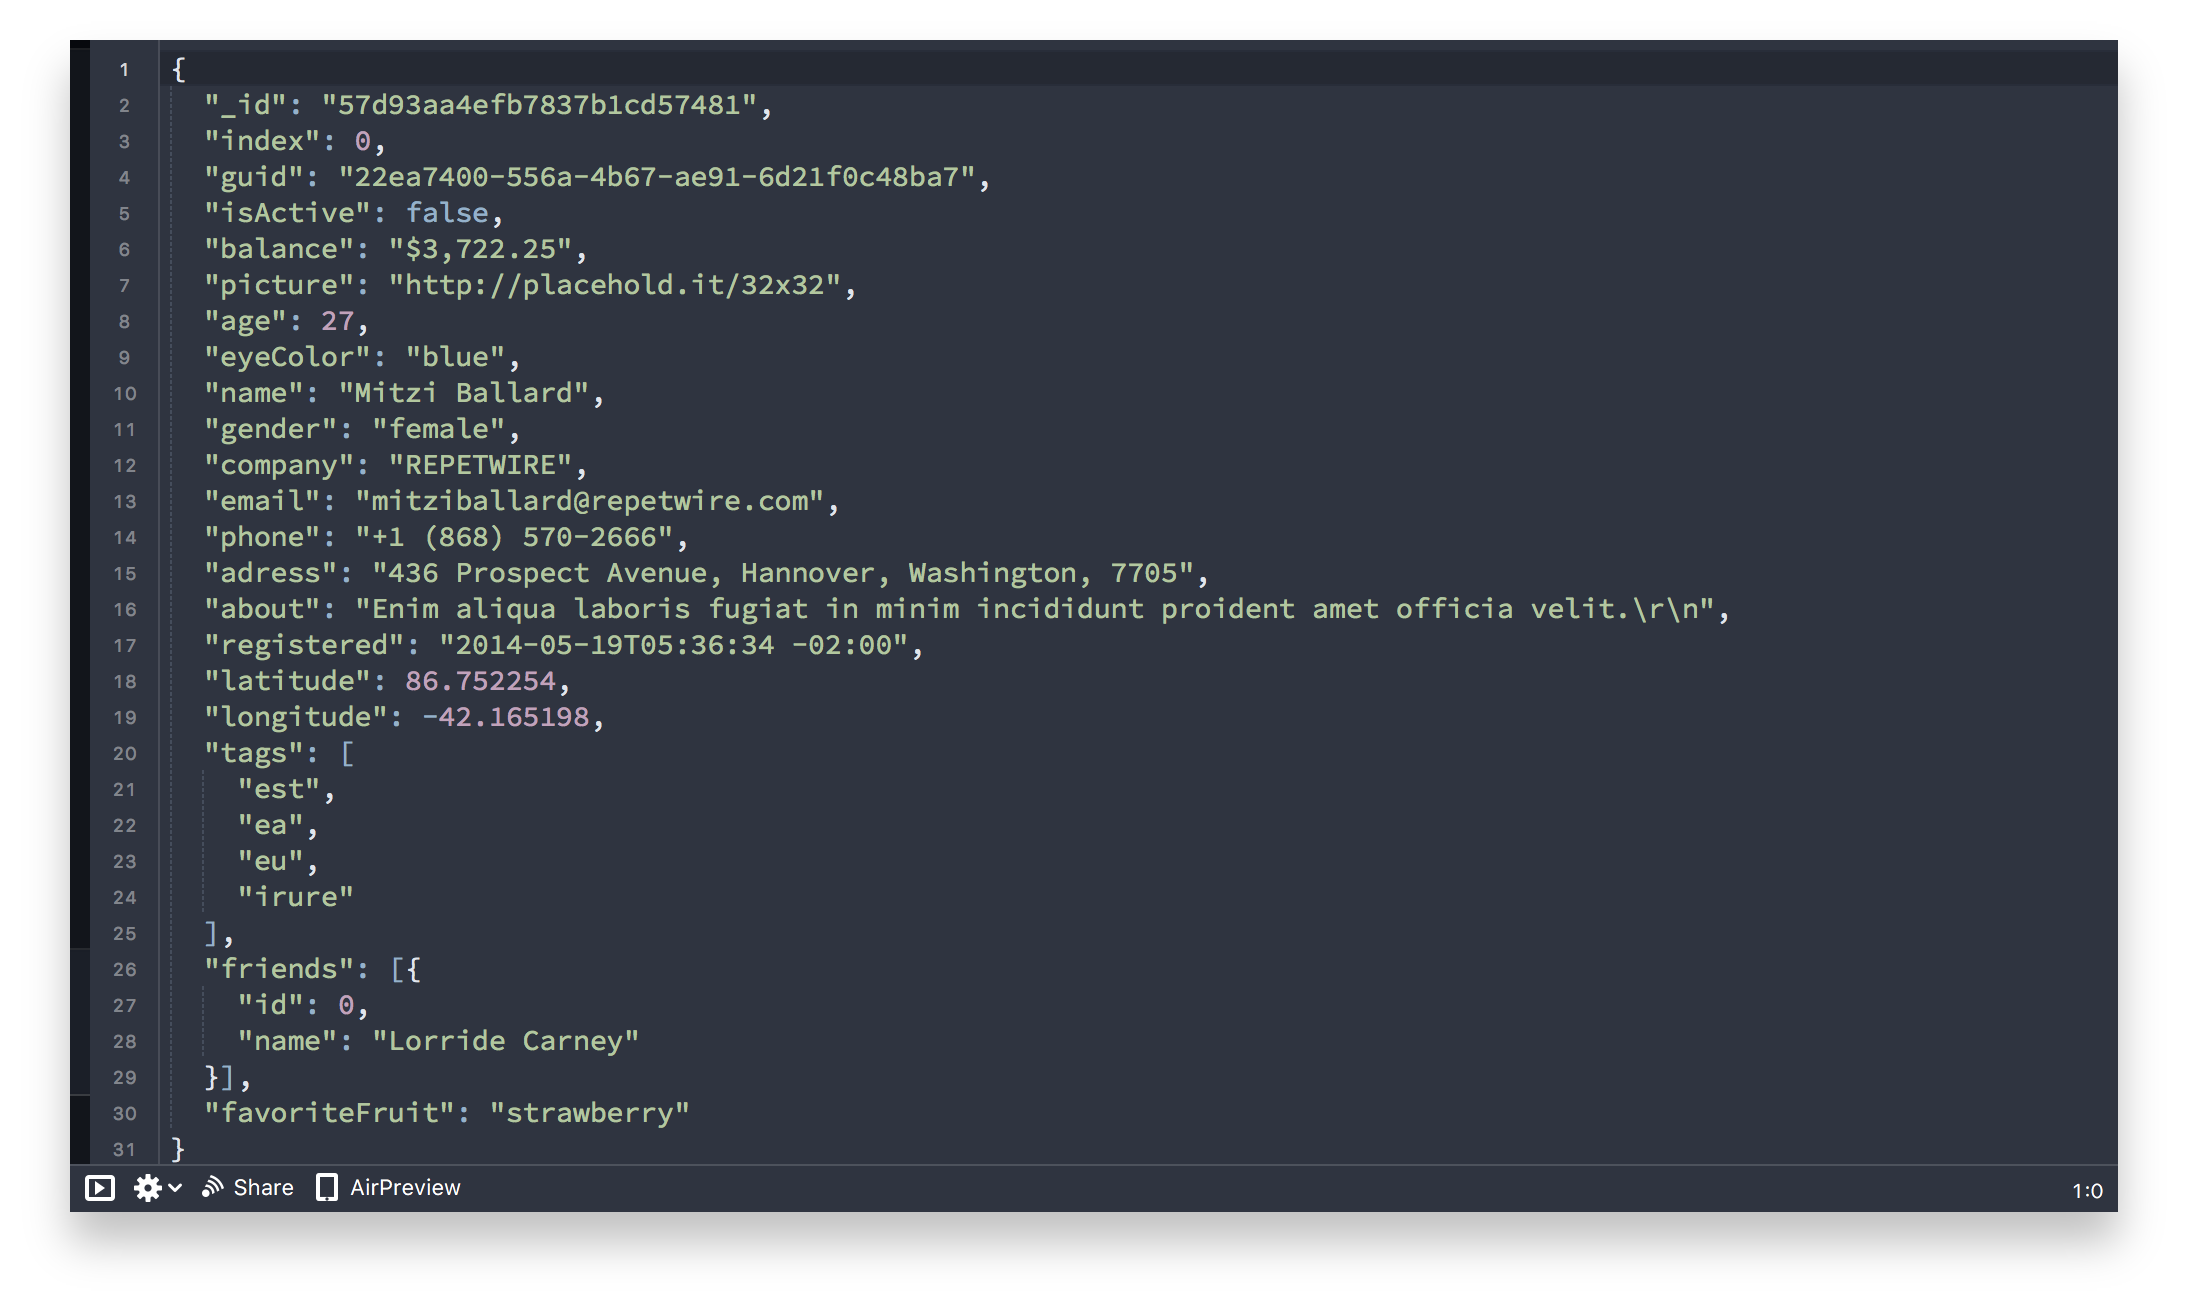 1 {
2   "_id": "57d93aa4efb7837b1cd57481",
3   "index": 0,
4   "guid": "22ea7400-556a-4b67-ae91-6d21f0c48ba7",
5   "isActive": false,
6   "balance": "$3,722.25",
7   "picture": "http://placehold.it/32x32",
8   "age": 27,
9   "eyeColor": "blue",
10   "name": "Mitzi Ballard",
11   "gender": "female",
12   "company": "REPETWIRE",
13   "email": "mitziballard@repetwire.com",
14   "phone": "+1 (868) 570-2666",
15   "adress": "436 Prospect Avenue, Hannover, Washington, 7705",
16   "about": "Enim aliqua laboris fugiat in minim incididunt proident amet officia velit.\r\n",
17   "registered": "2014-05-19T05:36:34 -02:00",
18   "latitude": 86.752254,
19   "longitude": -42.165198,
20   "tags": [
21     "est",
22     "ea",
23     "eu",
24     "irure"
25   ],
26   "friends": [{
27     "id": 0,
28     "name": "Lorride Carney"
29   }],
30   "favoriteFruit": "strawberry"
31 }
Share AirPreview 1:0